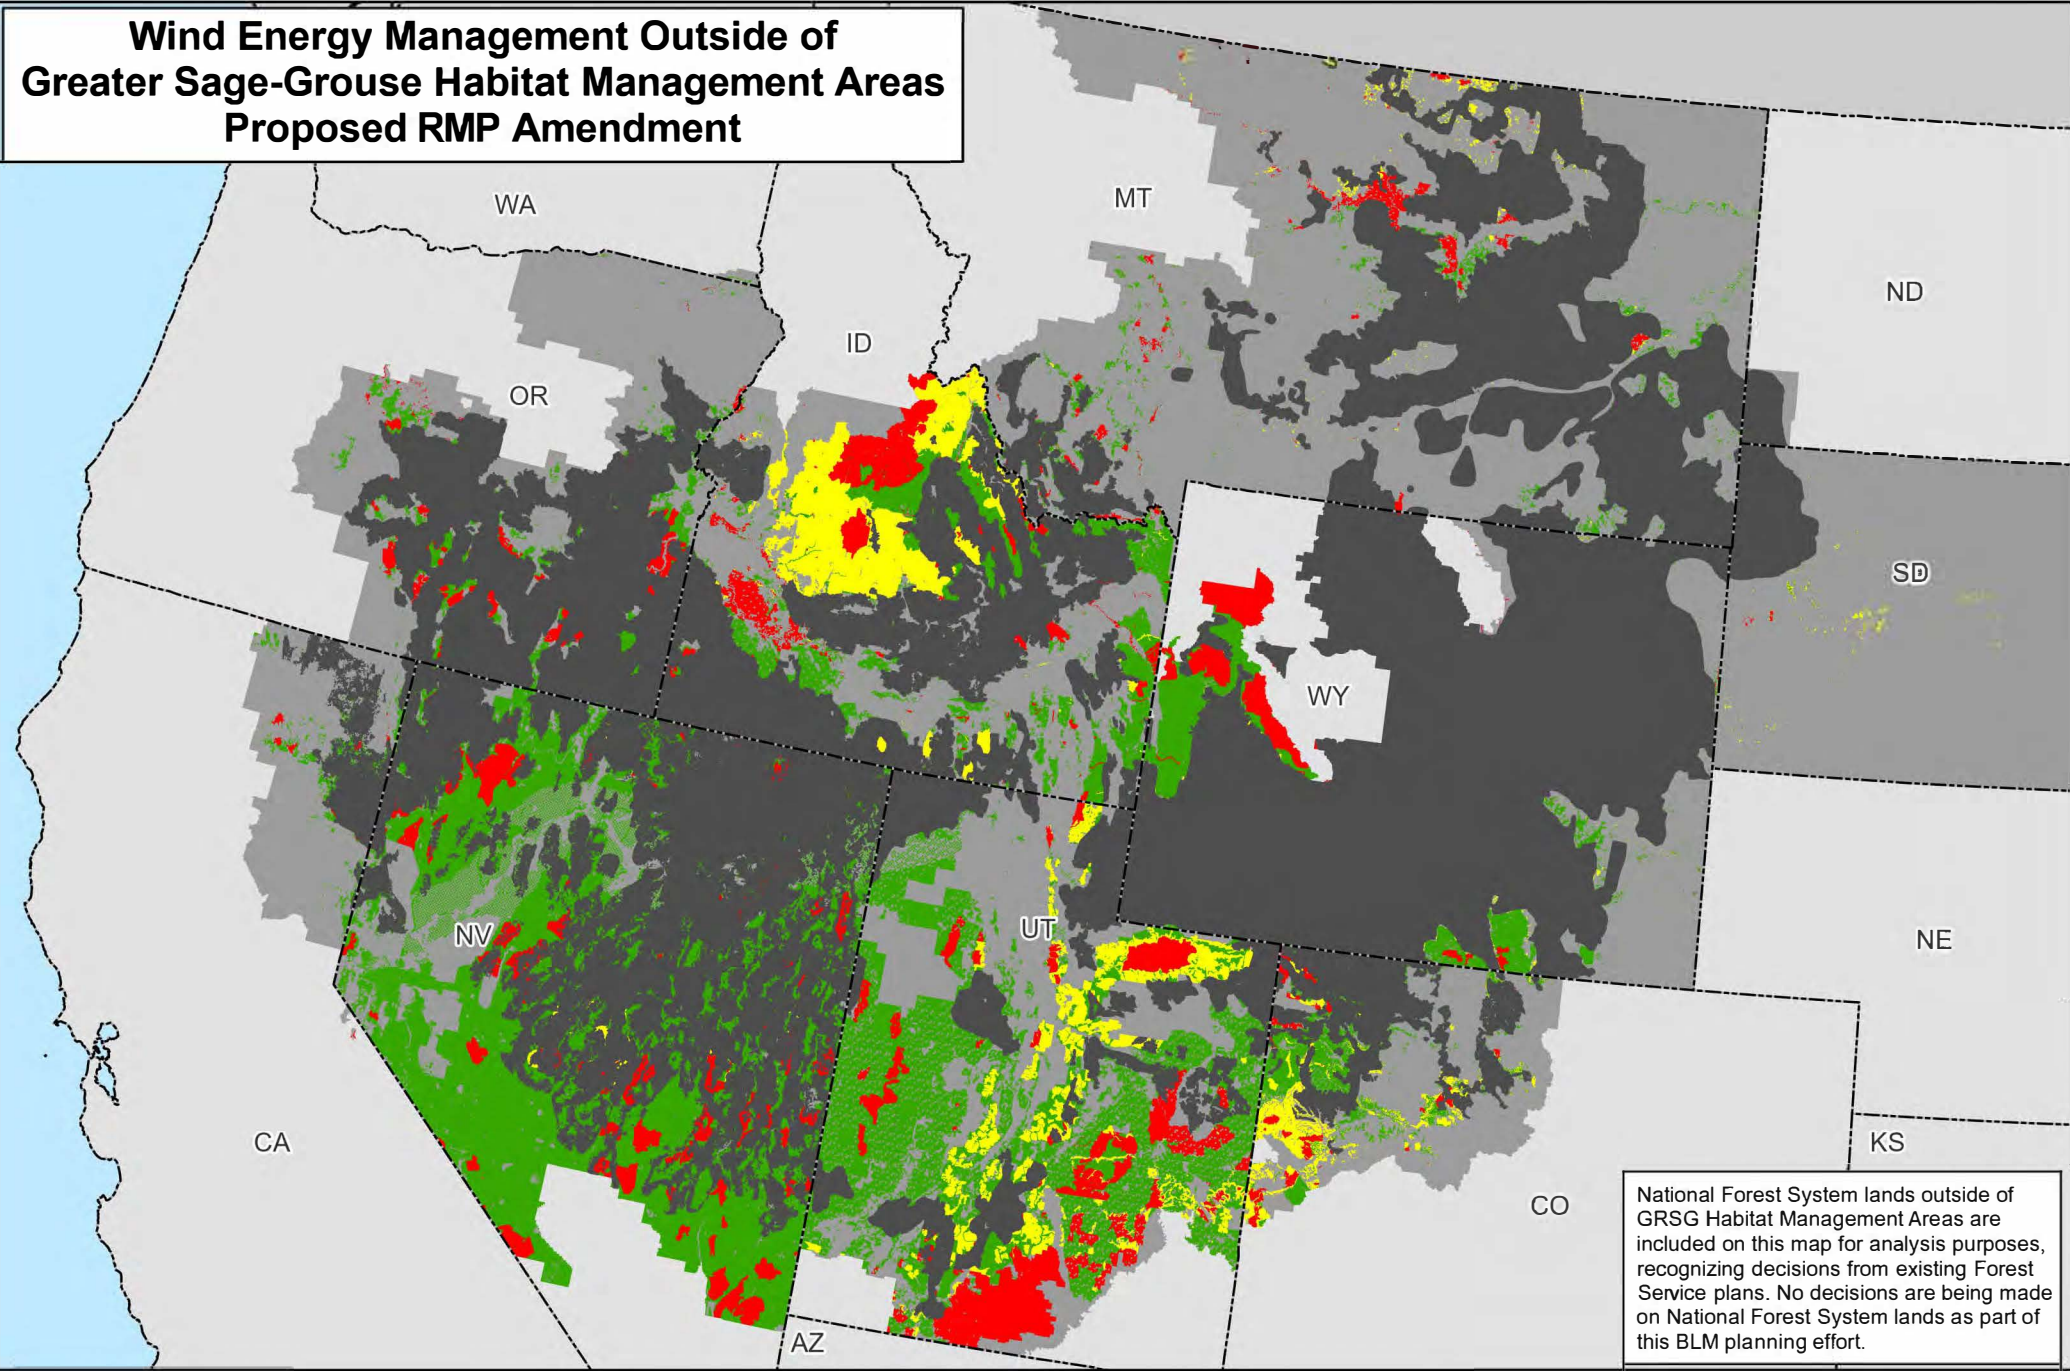 Wind Energy Management Outside of
Greater Sage-Grouse Habitat Management Areas
Proposed RMP Amendment
WA
MT
ND
ID
OR
SD
WY
NV
UT
NE
CA
KS
CO
AZ
National Forest System lands outside of
GRSG Habitat Management Areas are
included on this map for analysis purposes,
recognizing decisions from existing Forest
Service plans. No decisions are being made
on National Forest System lands as part of
this BLM planning effort.